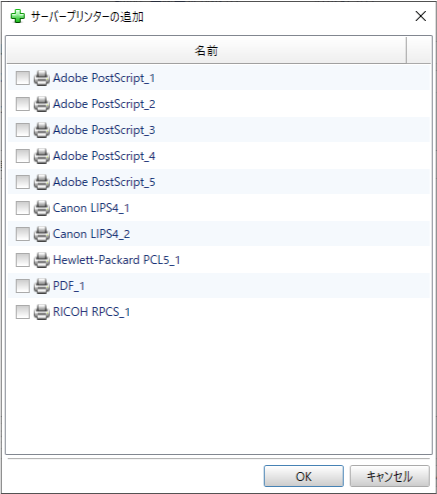 サーバープリンターの追加
名前
Adobe PostScript_1
Adobe PostScript_2
Adobe PostScript_3
Adobe PostScript_4
Adobe PostScript_5
Canon LIPS4_1
Canon LIPS4_2
Hewlett-Packard PCL5_1
PDF_1
RICOH RPCS_1
OK キャンセル